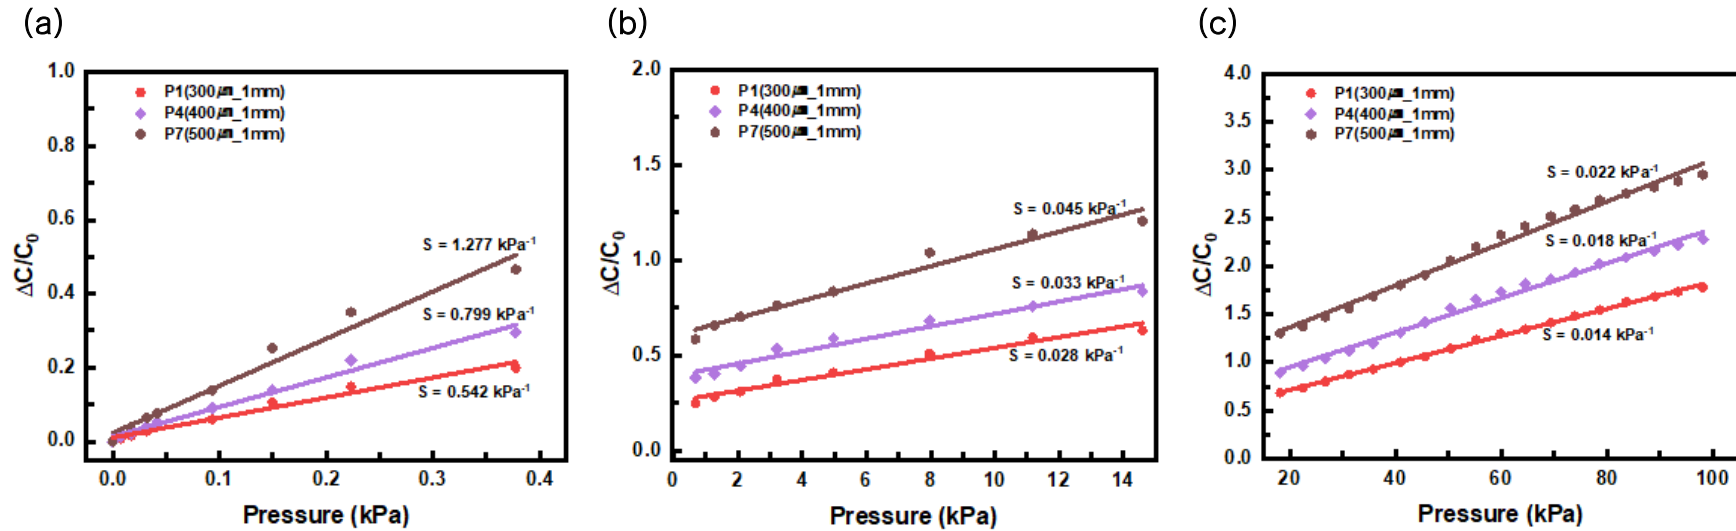 (a)
(b)
(c)
1.0
0.8
0.6
0.4
0.2
0.0
ΔC/C0
P1(300㎛_1mm)
P4(400㎛_1mm)
P7(500㎛_1mm)
S = 1.277 kPa-1
S = 0.799 kPa-1
S = 0.542 kPa-1
0.0 0.1 0.2 0.3 0.4
Pressure (kPa)
2.0
1.5
1.0
0.5
0.0
ΔC/C0
P1(300㎛_1mm)
P4(400㎛_1mm)
P7(500㎛_1mm)
S = 0.045 kPa-1
S = 0.033 kPa-1
S = 0.028 kPa-1
0 2 4 6 8 10 12 14
Pressure (kPa)
4.0
3.5
3.0
2.5
2.0
1.5
1.0
0.5
0.0
ΔC/C0
P1(300㎛_1mm)
P4(400㎛_1mm)
P7(500㎛_1mm)
S = 0.022 kPa-1
S = 0.018 kPa-1
S = 0.014 kPa-1
20 40 60 80 100
Pressure (kPa)